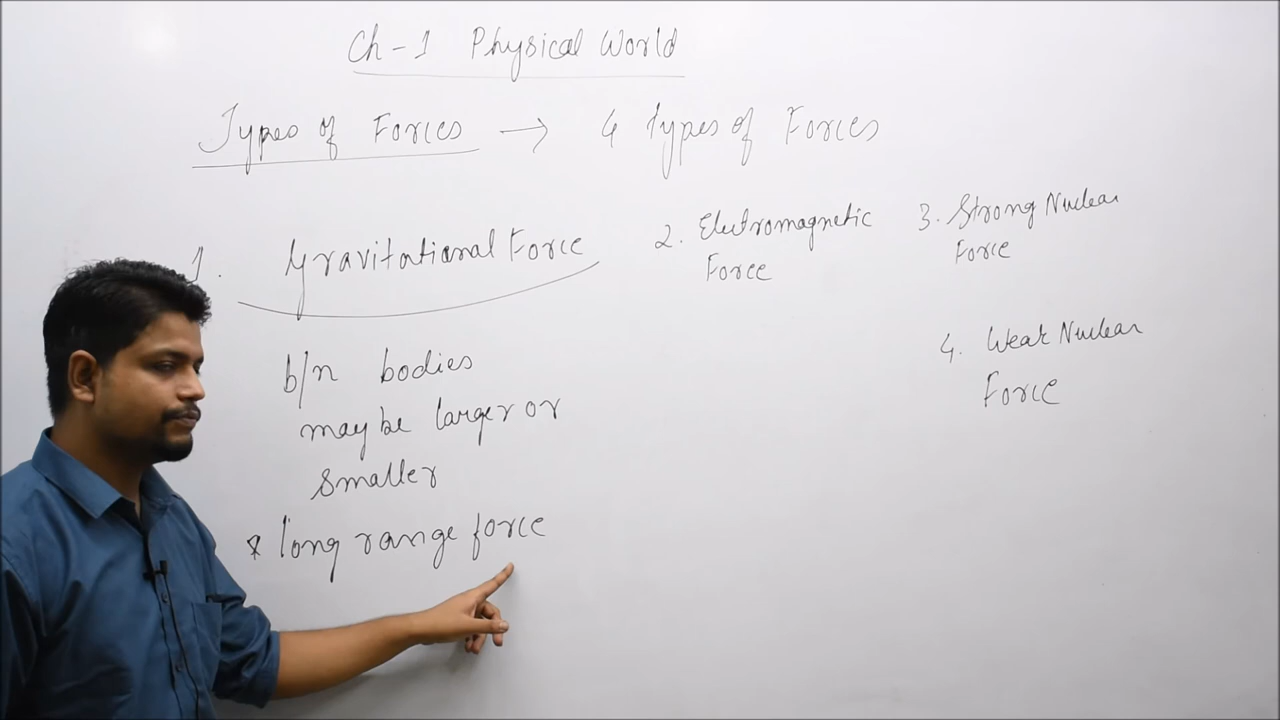 Ch-1 Physical World
Types of Forces → 4 Types of Forces
1. Gravitational Force
b/n bodies
may be larger or
smaller
* long range force
2. Electromagnetic
Force
3. Strong Nuclear
Force
4. Weak Nuclear
Force